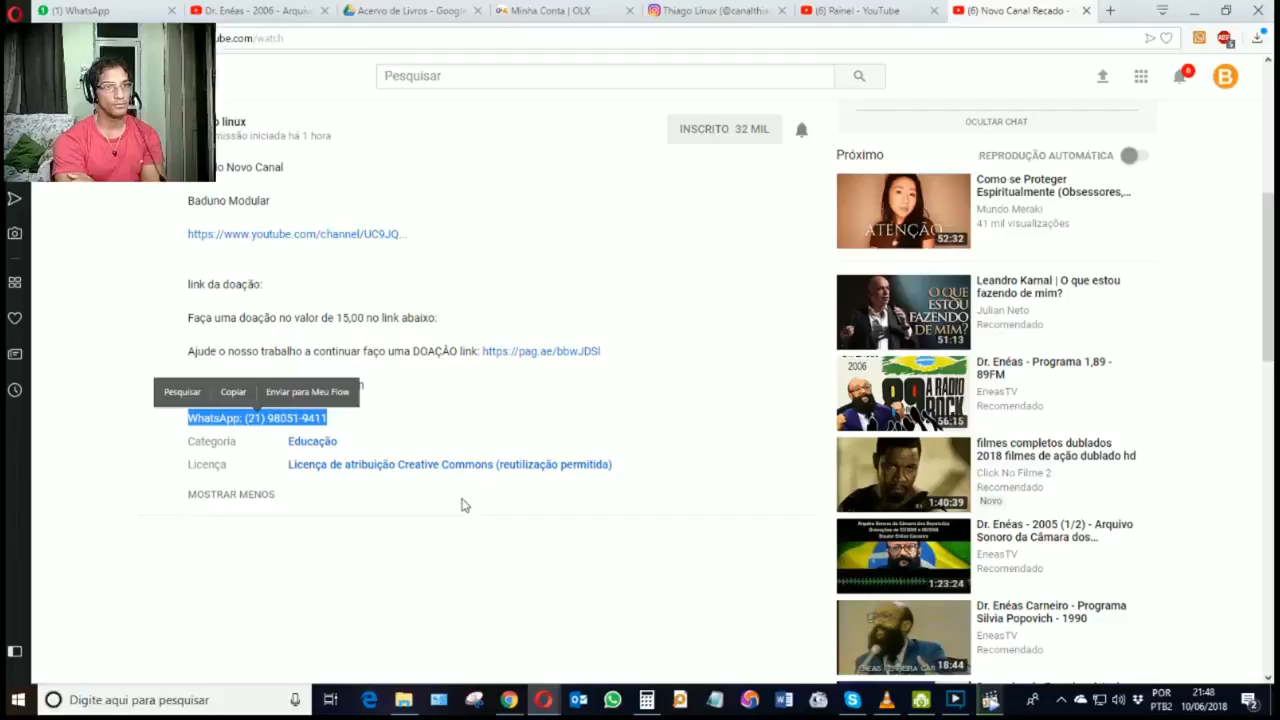 (1) WhatsApp
Dr. Enéas - 2006 - Arquivo
Acervo de Livros - Google
Minha Conta | OLX
Thiago Linux (@canalthia
(6) Painel - YouTube
(6) Novo Canal Recado -
ube.com/watch
Pesquisar
6
B
linux
missão iniciada há 1 hora
INSCRITO 32 MIL
OCULTAR CHAT
Próximo
REPRODUÇÃO AUTOMÁTICA
o Novo Canal
Baduno Modular
https://www.youtube.com/channel/UC9JQ...
link da doação:
Faça uma doação no valor de 15,00 no link abaixo:
Ajude o nosso trabalho a continuar faço uma DOAÇÃO link: https://pag.ae/bbwJDSl
Pesquisar
Copiar
Enviar para Meu Flow
WhatsApp: (21) 98051-9411
Categoria
Educação
Licença
Licença de atribuição Creative Commons (reutilização permitida)
MOSTRAR MENOS
ATENÇÃO
52:32
Como se Proteger
Espiritualmente (Obsessores,...
Mundo Meraki
41 mil visualizações
O QUE
ESTOU
FAZENDO
DE MIM?
51:13
Leandro Karnal | O que estou
fazendo de mim?
Julian Neto
Recomendado
2006
89
A RÁDIO
ROCK
56:15
Dr. Enéas - Programa 1,89 -
89FM
EneasTV
Recomendado
1:40:39
filmes completos dublados
2018 filmes de ação dublado hd
Click No Filme 2
Recomendado
Novo
1:23:24
Dr. Enéas - 2005 (1/2) - Arquivo
Sonoro da Câmara dos...
EneasTV
Recomendado
18:44
Dr. Enéas Carneiro - Programa
Silvia Popovich - 1990
EneasTV
Recomendado
Digite aqui para pesquisar
POR
PTB2
21:48
10/06/2018
2